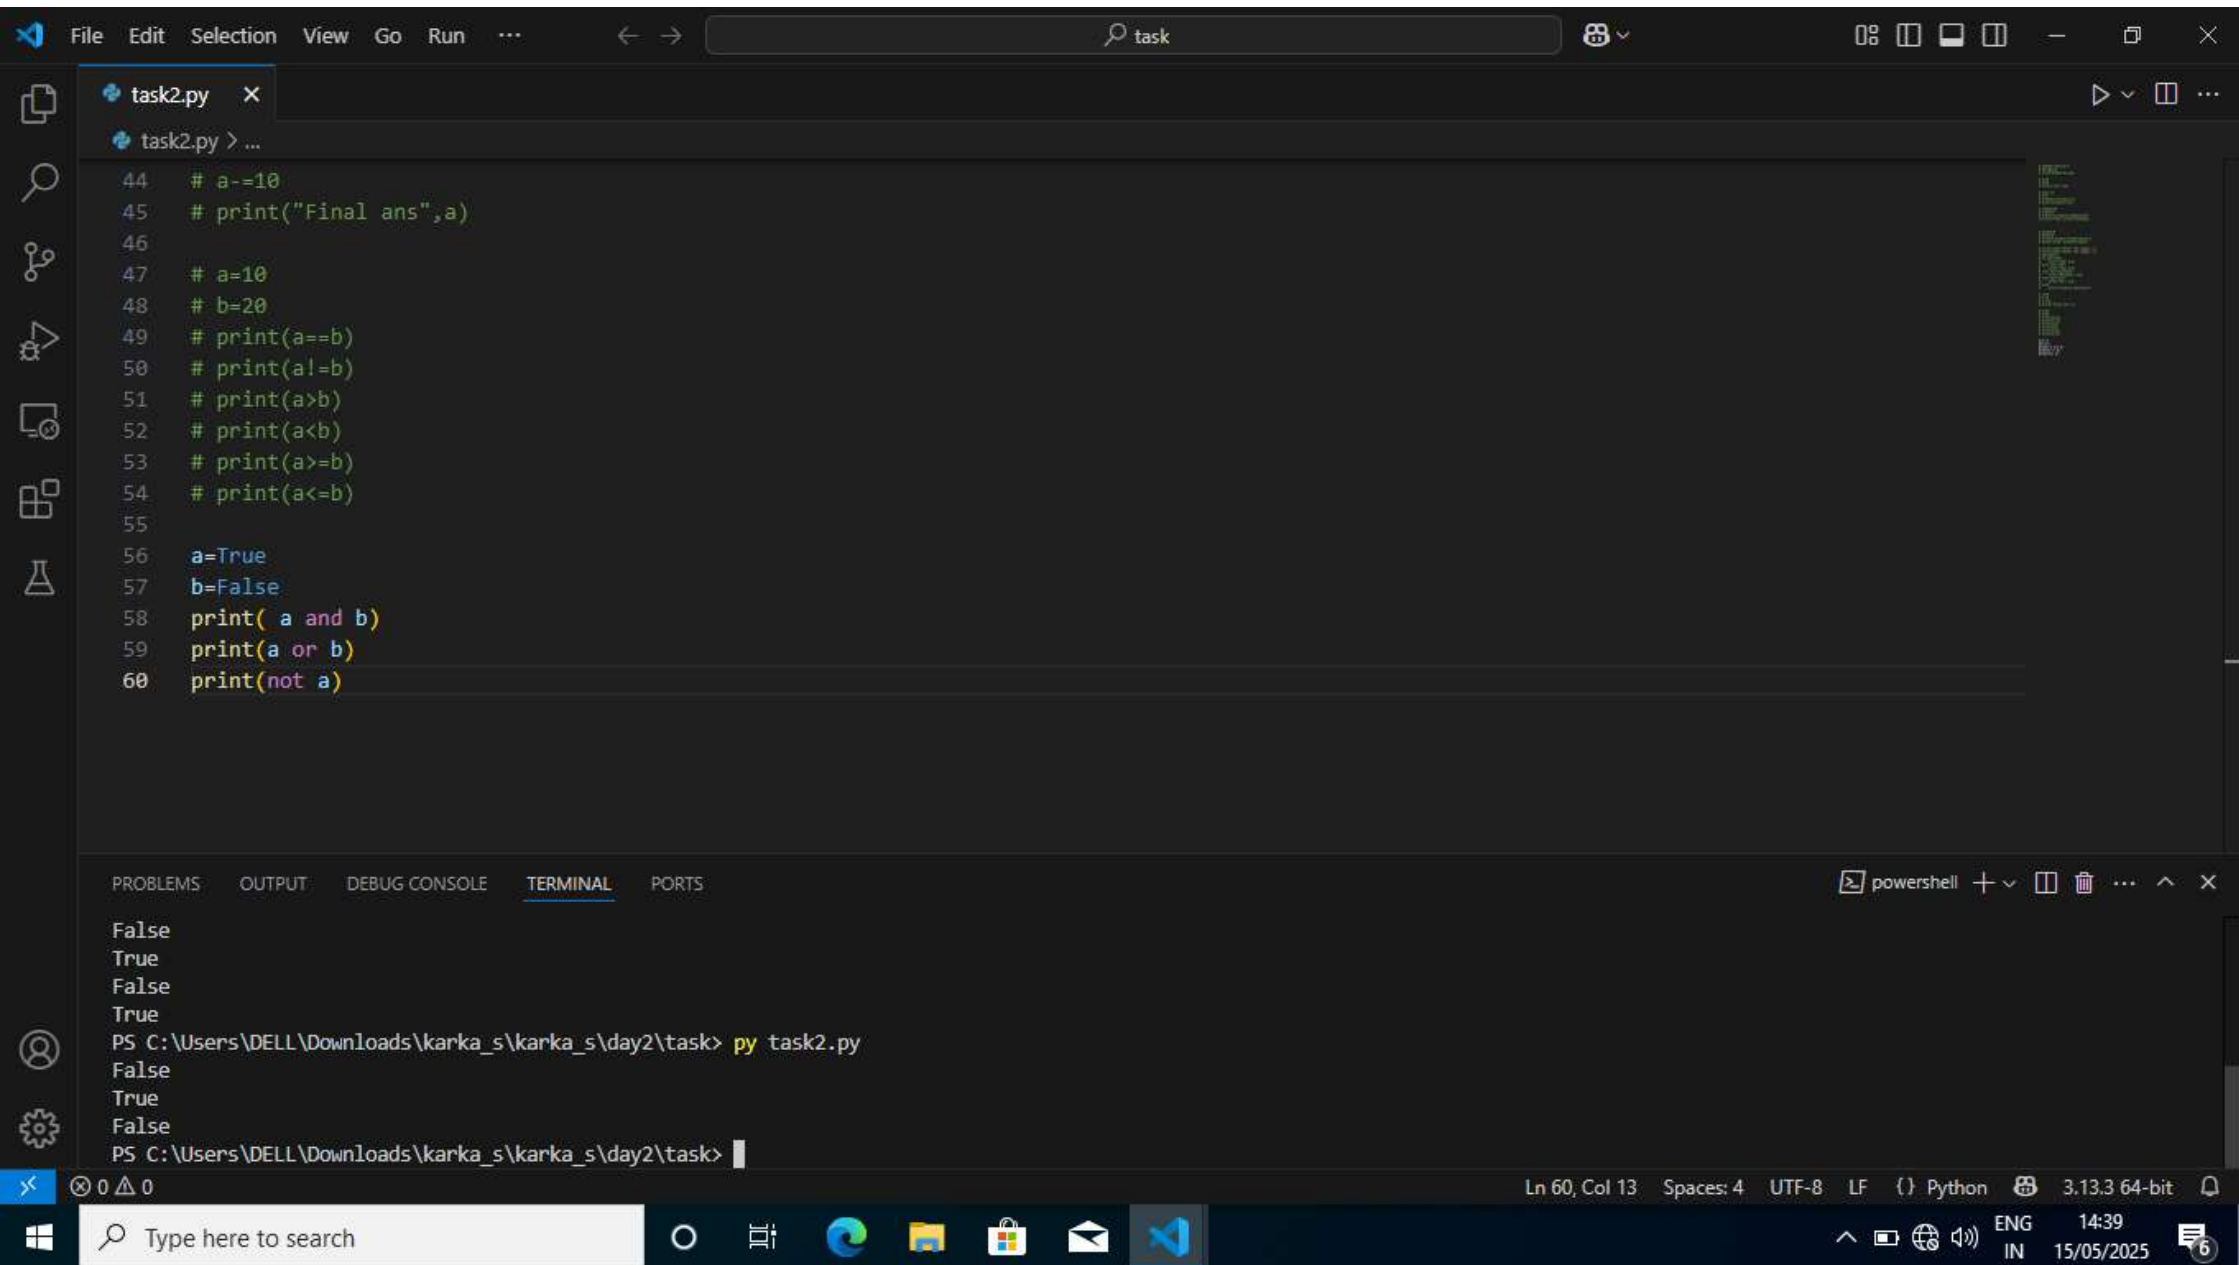 File Edit Selection View Go Run ··· task
task2.py
task2.py > ...
44 # a-=10
45 # print("Final ans",a)
46
47 # a=10
48 # b=20
49 # print(a==b)
50 # print(a!=b)
51 # print(a>b)
52 # print(a<b)
53 # print(a>=b)
54 # print(a<=b)
55
56 a=True
57 b=False
58 print( a and b)
59 print(a or b)
60 print(not a)
PROBLEMS OUTPUT DEBUG CONSOLE TERMINAL PORTS powershell
False
True
False
True
PS C:\Users\DELL\Downloads\karka_s\karka_s\day2\task> py task2.py
False
True
False
PS C:\Users\DELL\Downloads\karka_s\karka_s\day2\task>
0 0 Ln 60, Col 13 Spaces: 4 UTF-8 LF {} Python 3.13.3 64-bit
Type here to search ENG 14:39
IN 15/05/2025 6